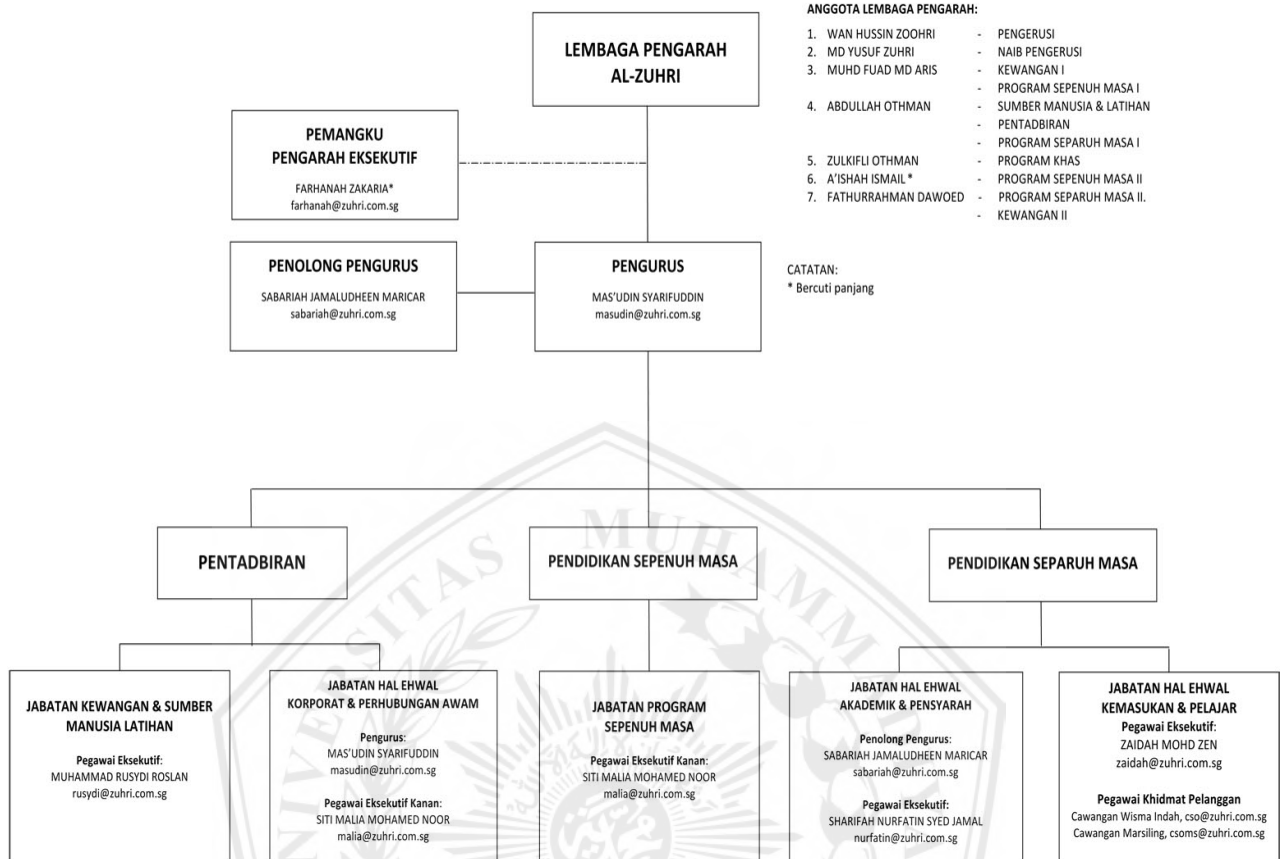 LEMBAGA PENGARAH
AL-ZUHRI
ANGGOTA LEMBAGA PENGARAH:
1. WAN HUSSIN ZOOHRI - PENGERUSI
2. MD YUSUF ZUHRI - NAIB PENGERUSI
3. MUHD FUAD MD ARIS - KEWANGAN I
- PROGRAM SEPENUH MASA I
4. ABDULLAH OTHMAN - SUMBER MANUSIA & LATIHAN
- PENTADBIRAN
- PROGRAM SEPARUH MASA I
5. ZULKIFLI OTHMAN - PROGRAM KHAS
6. A'ISHAH ISMAIL* - PROGRAM SEPENUH MASA II
7. FATHURRAHMAN DAWOED - PROGRAM SEPARUH MASA II.
- KEWANGAN II
PEMANGKU
PENGARAH EKSEKUTIF
FARHANAH ZAKARIA*
farhanah@zuhri.com.sg
PENOLONG PENGURUS
SABARIAH JAMALUDHEEN MARICAR
sabariah@zuhri.com.sg
PENGURUS
MAS'UDIN SYARIFUDDIN
masudin@zuhri.com.sg
CATATAN:
* Bercuti panjang
PENTADBIRAN
PENDIDIKAN SEPENUH MASA
PENDIDIKAN SEPARUH MASA
JABATAN KEWANGAN & SUMBER
MANUSIA LATIHAN
Pegawai Eksekutif:
MUHAMMAD RUSYDI ROSLAN
rusydi@zuhri.com.sg
JABATAN HAL EHWAL
KORPORAT & PERHUBUNGAN AWAM
Pengurus:
MAS'UDIN SYARIFUDDIN
masudin@zuhri.com.sg
Pegawai Eksekutif Kanan:
SITI MALIA MOHAMED NOOR
malia@zuhri.com.sg
JABATAN PROGRAM
SEPENUH MASA
Pegawai Eksekutif Kanan:
SITI MALIA MOHAMED NOOR
malia@zuhri.com.sg
JABATAN HAL EHWAL
AKADEMIK & PENSYARAH
Penolong Pengurus:
SABARIAH JAMALUDHEEN MARICAR
sabariah@zuhri.com.sg
Pegawai Eksekutif:
SHARIFAH NURFATIN SYED JAMAL
nurfatin@zuhri.com.sg
JABATAN HAL EHWAL
KEMASUKAN & PELAJAR
Pegawai Eksekutif:
ZAIDAH MOHD ZEN
zaidah@zuhri.com.sg
Pegawai Khidmat Pelanggan
Cawangan Wisma Indah, cso@zuhri.com.sg
Cawangan Marsiling, csoms@zuhri.com.sg